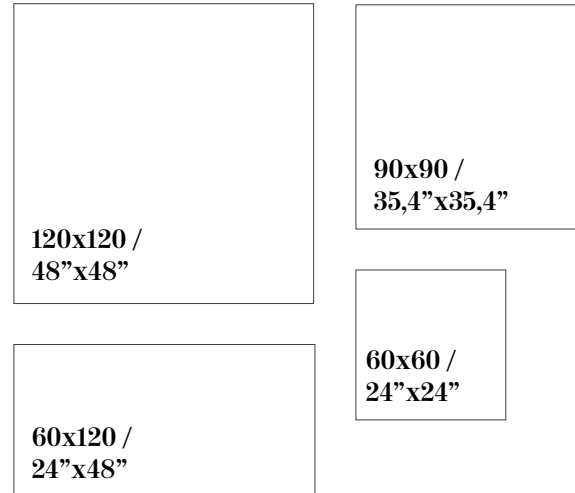 120x120 /
48”x48”
90x90 /
35,4”x35,4”
60x120 /
24”x48”
60x60 /
24”x24”